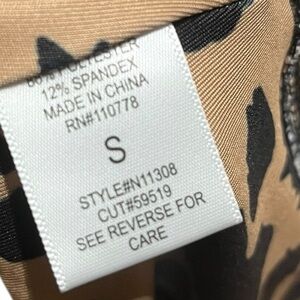 POLYESTER
12% SPANDEX
MADE IN CHINA
RN#110778
S
STYLE#N11308
CUT#59519
SEE REVERSE FOR
CARE